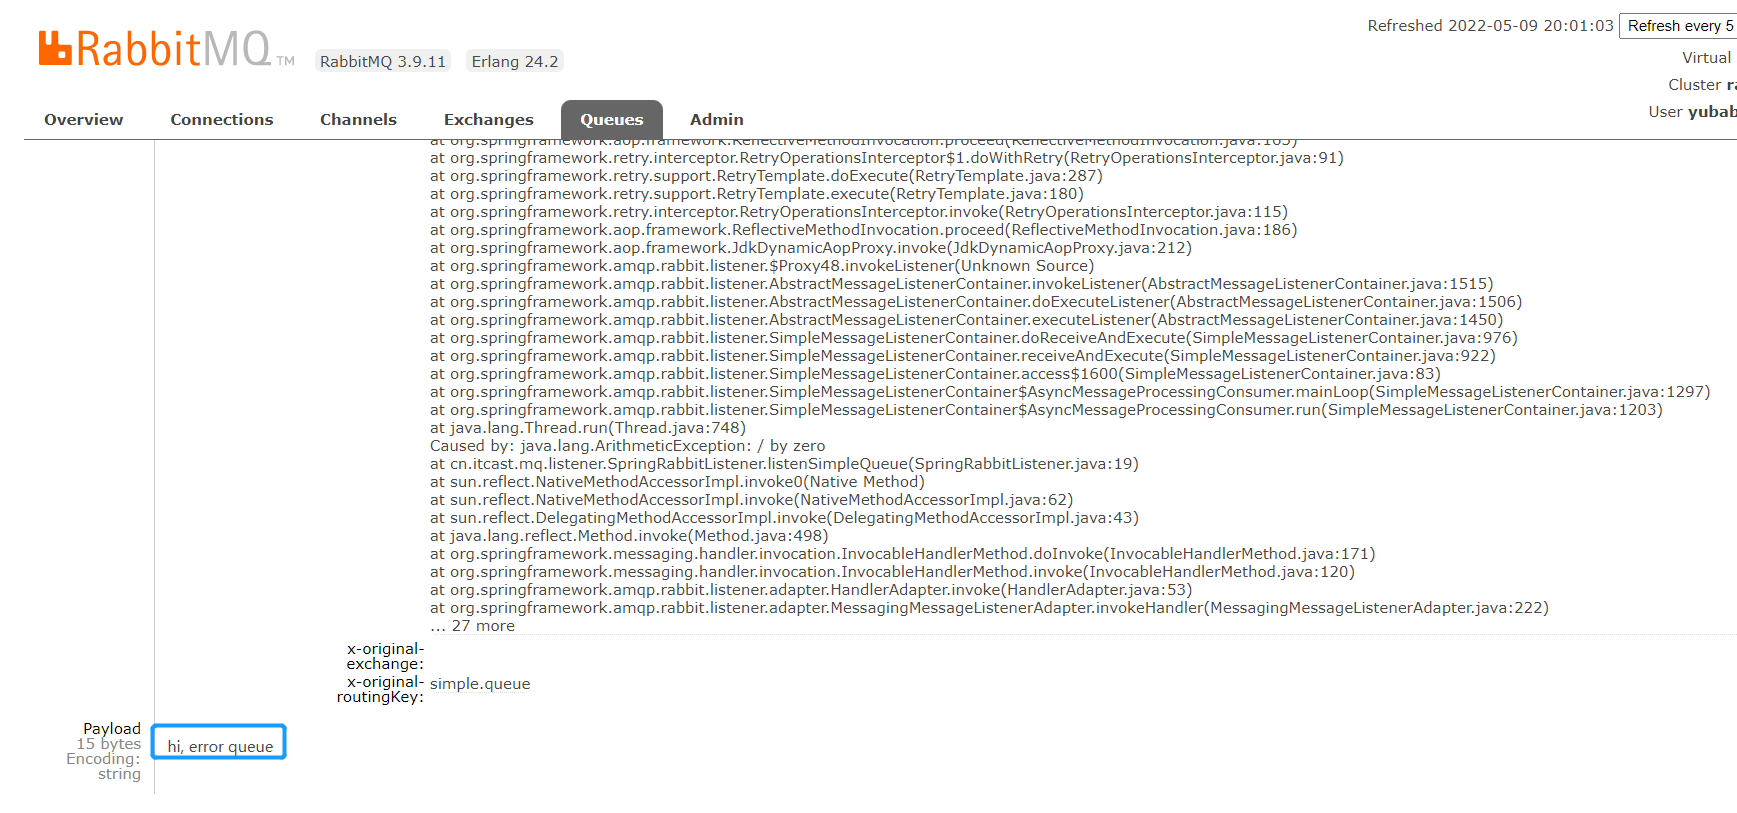 Refreshed 2022-05-09 20:01:03 Refresh every 5
RabbitMQ TM RabbitMQ 3.9.11 Erlang 24.2
Virtual
Cluster
User yubab
Overview Connections Channels Exchanges Queues Admin
at org.springframework.aop.framework.ReflectiveMethodInvocation.proceed(ReflectiveMethodInvocation.java:163)
at org.springframework.retry.interceptor.RetryOperationsInterceptor$1.doWithRetry(RetryOperationsInterceptor.java:91)
at org.springframework.retry.support.RetryTemplate.doExecute(RetryTemplate.java:287)
at org.springframework.retry.support.RetryTemplate.execute(RetryTemplate.java:180)
at org.springframework.retry.interceptor.RetryOperationsInterceptor.invoke(RetryOperationsInterceptor.java:115)
at org.springframework.aop.framework.ReflectiveMethodInvocation.proceed(ReflectiveMethodInvocation.java:186)
at org.springframework.aop.framework.JdkDynamicAopProxy.invoke(JdkDynamicAopProxy.java:212)
at org.springframework.amqp.rabbit.listener.$Proxy48.invokeListener(Unknown Source)
at org.springframework.amqp.rabbit.listener.AbstractMessageListenerContainer.invokeListener(AbstractMessageListenerContainer.java:1515)
at org.springframework.amqp.rabbit.listener.AbstractMessageListenerContainer.doExecuteListener(AbstractMessageListenerContainer.java:1506)
at org.springframework.amqp.rabbit.listener.AbstractMessageListenerContainer.executeListener(AbstractMessageListenerContainer.java:1450)
at org.springframework.amqp.rabbit.listener.SimpleMessageListenerContainer.doReceiveAndExecute(SimpleMessageListenerContainer.java:976)
at org.springframework.amqp.rabbit.listener.SimpleMessageListenerContainer.receiveAndExecute(SimpleMessageListenerContainer.java:922)
at org.springframework.amqp.rabbit.listener.SimpleMessageListenerContainer.access$1600(SimpleMessageListenerContainer.java:83)
at org.springframework.amqp.rabbit.listener.SimpleMessageListenerContainer$AsyncMessageProcessingConsumer.mainLoop(SimpleMessageListenerContainer.java:1297)
at org.springframework.amqp.rabbit.listener.SimpleMessageListenerContainer$AsyncMessageProcessingConsumer.run(SimpleMessageListenerContainer.java:1203)
at java.lang.Thread.run(Thread.java:748)
Caused by: java.lang.ArithmeticException: / by zero
at cn.itcast.mq.listener.SpringRabbitListener.listenSimpleQueue(SpringRabbitListener.java:19)
at sun.reflect.NativeMethodAccessorImpl.invoke0(Native Method)
at sun.reflect.NativeMethodAccessorImpl.invoke(NativeMethodAccessorImpl.java:62)
at sun.reflect.DelegatingMethodAccessorImpl.invoke(DelegatingMethodAccessorImpl.java:43)
at java.lang.reflect.Method.invoke(Method.java:498)
at org.springframework.messaging.handler.invocation.InvocableHandlerMethod.doInvoke(InvocableHandlerMethod.java:171)
at org.springframework.messaging.handler.invocation.InvocableHandlerMethod.invoke(InvocableHandlerMethod.java:120)
at org.springframework.amqp.rabbit.listener.adapter.HandlerAdapter.invoke(HandlerAdapter.java:53)
at org.springframework.amqp.rabbit.listener.adapter.MessagingMessageListenerAdapter.invokeHandler(MessagingMessageListenerAdapter.java:222)
... 27 more
x-original-
exchange:
x-original-
routingKey: simple.queue
Payload
15 bytes
Encoding:
string
hi, error queue